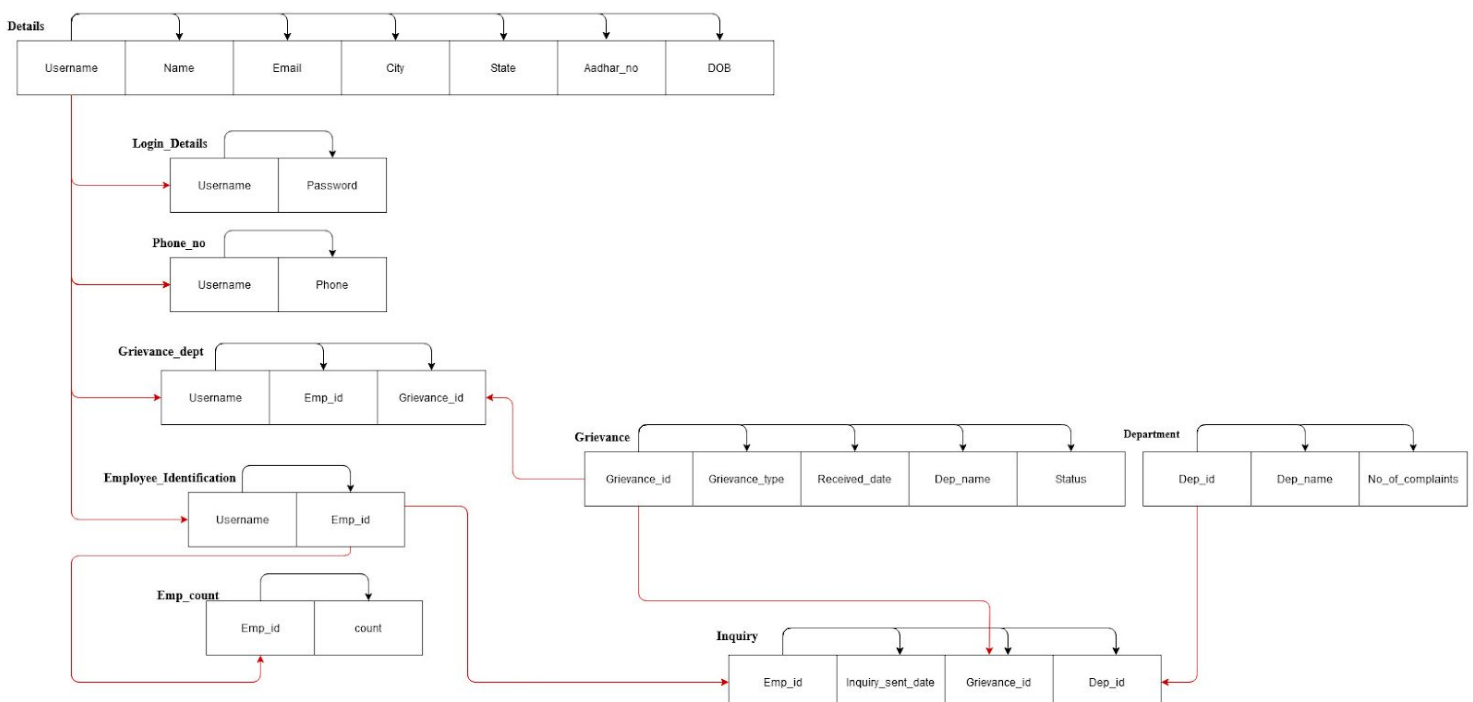 Details
Username Name Email City State Aadhar_no DOB
Login_Details
Username Password
Phone_no
Username Phone
Grievance_dept
Username Emp_id Grievance_id
Grievance
Grievance_id Grievance_type Received_date Dep_name Status
Department
Dep_id Dep_name No_of_complaints
Employee_Identification
Username Emp_id
Emp_count
Emp_id count
Inquiry
Emp_id Inquiry_sent_date Grievance_id Dep_id